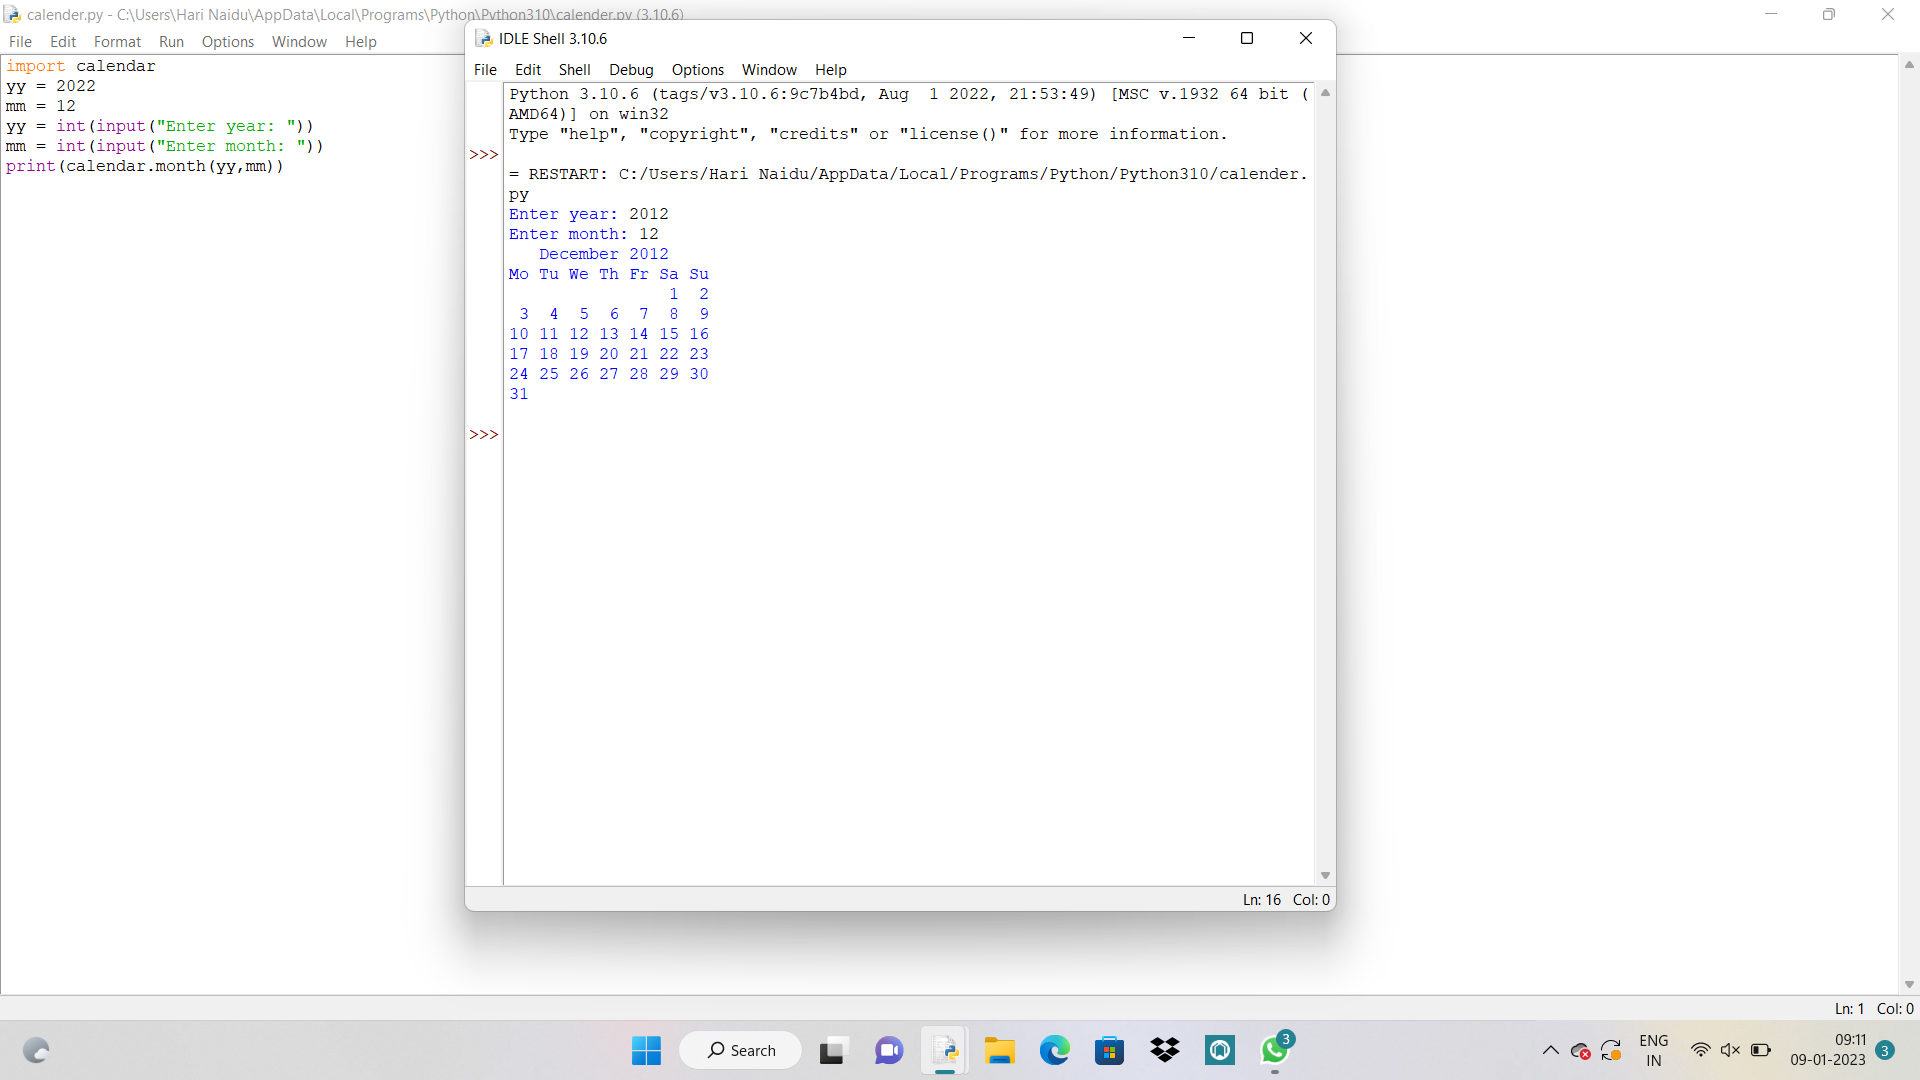 calender.py - C:\Users\Hari Naidu\AppData\Local\Programs\Python\Python310\calender.py (3.10.6)
File Edit Format Run Options Window Help
import calendar
yy = 2022
mm = 12
yy = int(input("Enter year: "))
mm = int(input("Enter month: "))
print(calendar.month(yy,mm))
IDLE Shell 3.10.6
File Edit Shell Debug Options Window Help
Python 3.10.6 (tags/v3.10.6:9c7b4bd, Aug  1 2022, 21:53:49) [MSC v.1932 64 bit (
AMD64)] on win32
Type "help", "copyright", "credits" or "license()" for more information.
>>>
= RESTART: C:/Users/Hari Naidu/AppData/Local/Programs/Python/Python310/calender.
py
Enter year: 2012
Enter month: 12
   December 2012
Mo Tu We Th Fr Sa Su
                1  2
 3  4  5  6  7  8  9
10 11 12 13 14 15 16
17 18 19 20 21 22 23
24 25 26 27 28 29 30
31
>>>
Ln: 16 Col: 0
Ln: 1 Col: 0
Search
3
ENG
IN
09:11
09-01-2023
3